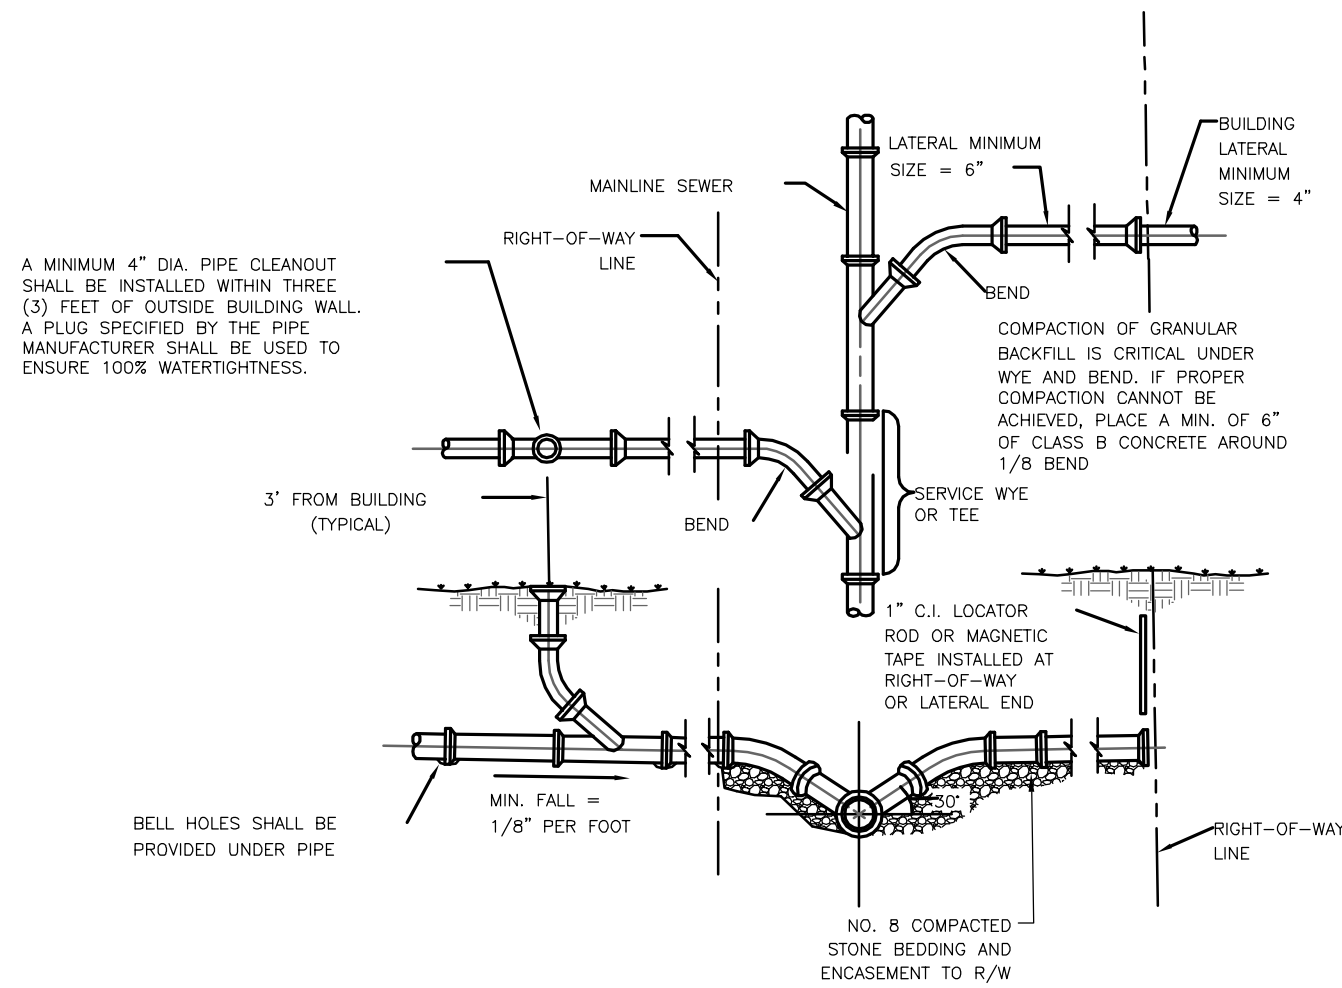 BUILDING
LATERAL
MINIMUM
SIZE = 4”
LATERAL MINIMUM
SIZE = 6”
MAINLINE SEWER
RIGHT-OF-WAY
LINE
A MINIMUM 4” DIA. PIPE CLEANOUT
SHALL BE INSTALLED WITHIN THREE
(3) FEET OF OUTSIDE BUILDING WALL.
A PLUG SPECIFIED BY THE PIPE
MANUFACTURER SHALL BE USED TO
ENSURE 100% WATERTIGHTNESS.
BEND
COMPACTION OF GRANULAR
BACKFILL IS CRITICAL UNDER
WYE AND BEND. IF PROPER
COMPACTION CANNOT BE
ACHIEVED, PLACE A MIN. OF 6”
OF CLASS B CONCRETE AROUND
1/8 BEND
3’ FROM BUILDING
(TYPICAL)
BEND
SERVICE WYE
OR TEE
1” C.I. LOCATOR
ROD OR MAGNETIC
TAPE INSTALLED AT
RIGHT-OF-WAY
OR LATERAL END
MIN. FALL =
1/8” PER FOOT
30°
BELL HOLES SHALL BE
PROVIDED UNDER PIPE
RIGHT-OF-WAY
LINE
NO. 8 COMPACTED
STONE BEDDING AND
ENCASEMENT TO R/W